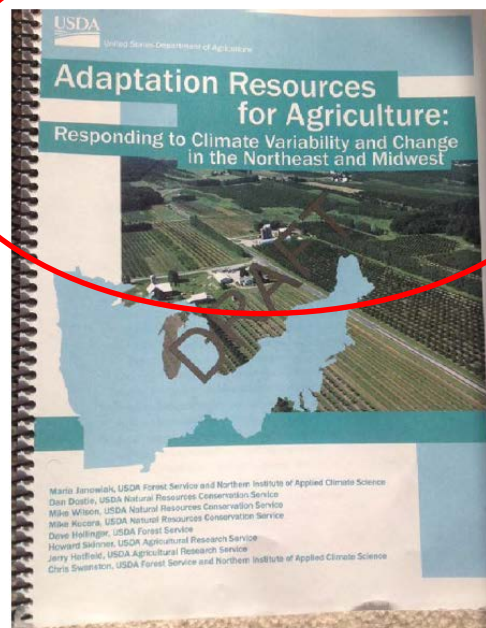 USDA
United States Department of Agriculture
Adaptation Resources
for Agriculture:
Responding to Climate Variability and Change
in the Northeast and Midwest
DRAFT
Maria Janowiak, USDA Forest Service and Northern Institute of Applied Climate Science
Dan Dostie, USDA Natural Resources Conservation Service
Mike Wilson, USDA Natural Resources Conservation Service
Mike Kucera, USDA Natural Resources Conservation Service
Dave Hollinger, USDA Forest Service
Howard Skinner, USDA Agricultural Research Service
Jerry Hatfield, USDA Agricultural Research Service
Chris Swanston, USDA Forest Service and Northern Institute of Applied Climate Science